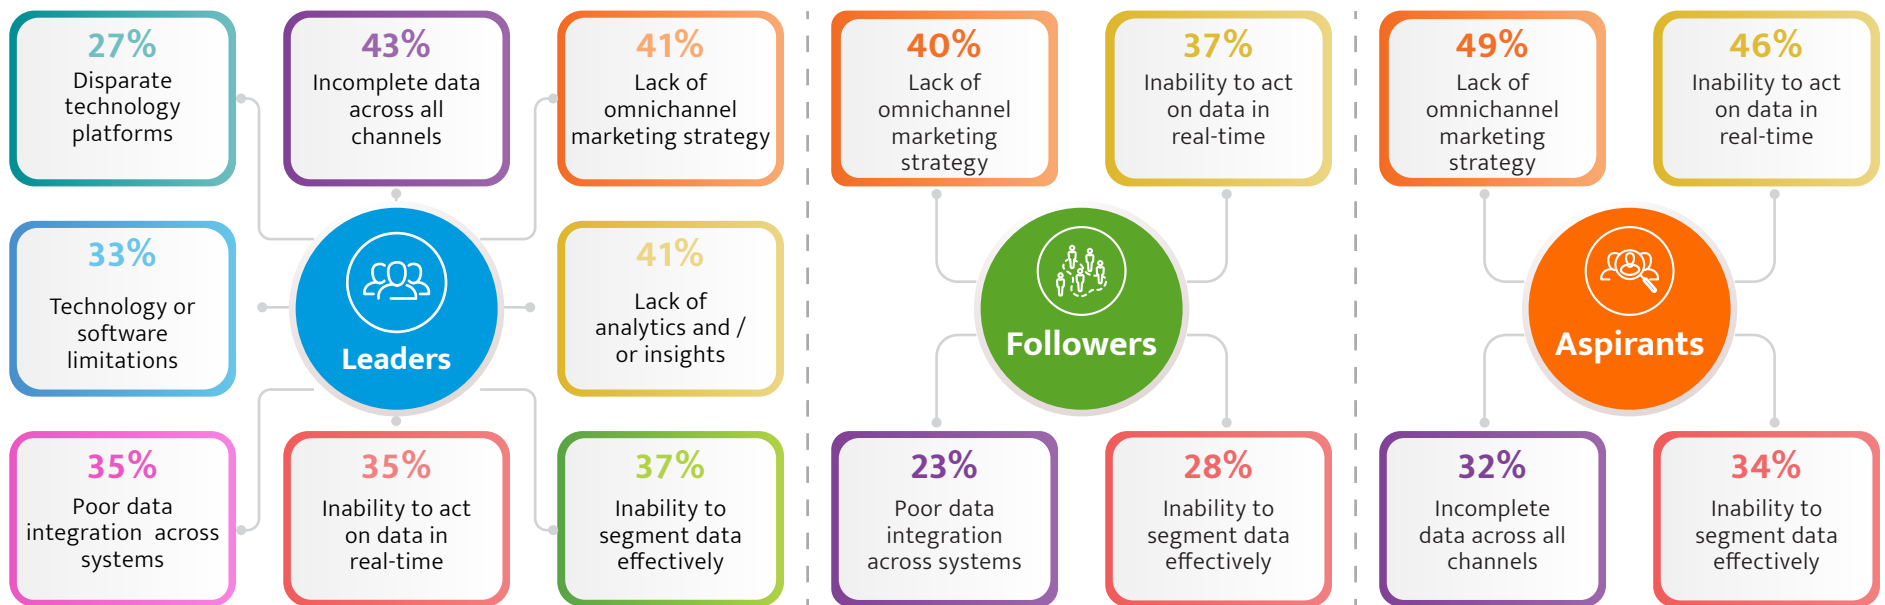 27%
Disparate
technology
platforms
43%
Incomplete data
across all
channels
41%
Lack of
omnichannel
marketing strategy
33%
Technology or
software
limitations
Leaders
41%
Lack of
analytics and /
or insights
35%
Poor data
integration across
systems
35%
Inability to act
on data in
real-time
37%
Inability to
segment data
effectively
40%
Lack of
omnichannel
marketing
strategy
37%
Inability to act
on data in
real-time
Followers
23%
Poor data
integration
across systems
28%
Inability to
segment data
effectively
49%
Lack of
omnichannel
marketing
strategy
46%
Inability to act
on data in
real-time
Aspirants
32%
Incomplete
data across all
channels
34%
Inability to
segment data
effectively